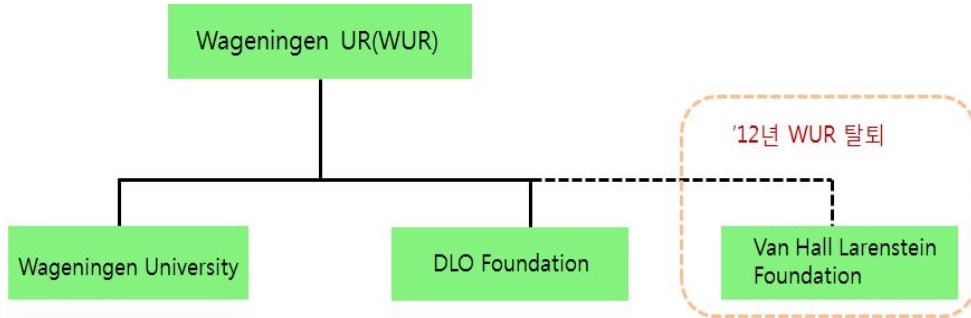 Wageningen UR(WUR)
'12년 WUR 탈퇴
Wageningen University
DLO Foundation
Van Hall Larenstein
Foundation